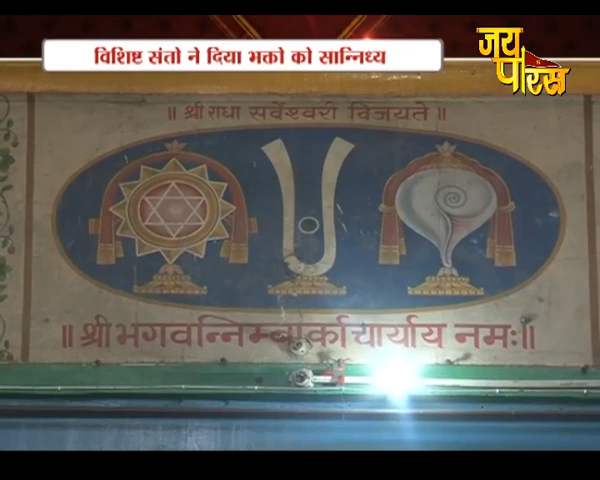 विशिष्ट संतो ने दिया भक्तो को सान्निध्य
जय
पारस
॥ श्री राधा सर्वेश्वरो विजयते ॥
॥ श्रीभगवन्निम्बार्काचार्याय नमः॥